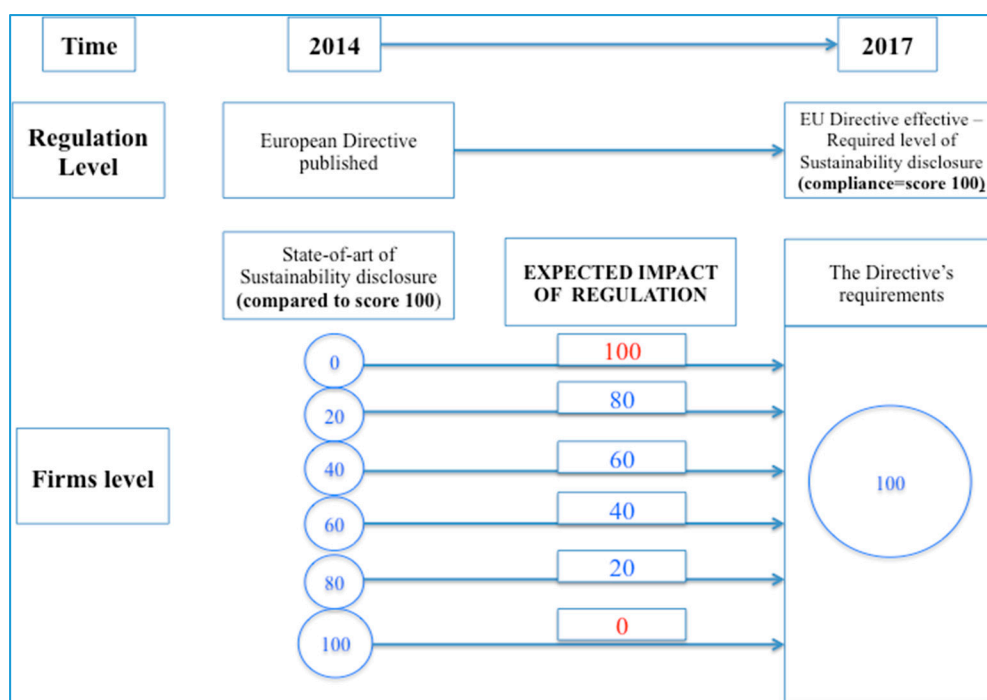 Time
2014
2017
Regulation
Level
European Directive
published
EU Directive effective –
Required level of
Sustainability disclosure
(compliance=score 100)
State-of-art of
Sustainability disclosure
(compared to score 100)
EXPECTED IMPACT
OF REGULATION
The Directive's
requirements
Firms level
0
100
20
80
40
60
60
40
80
20
100
0
100